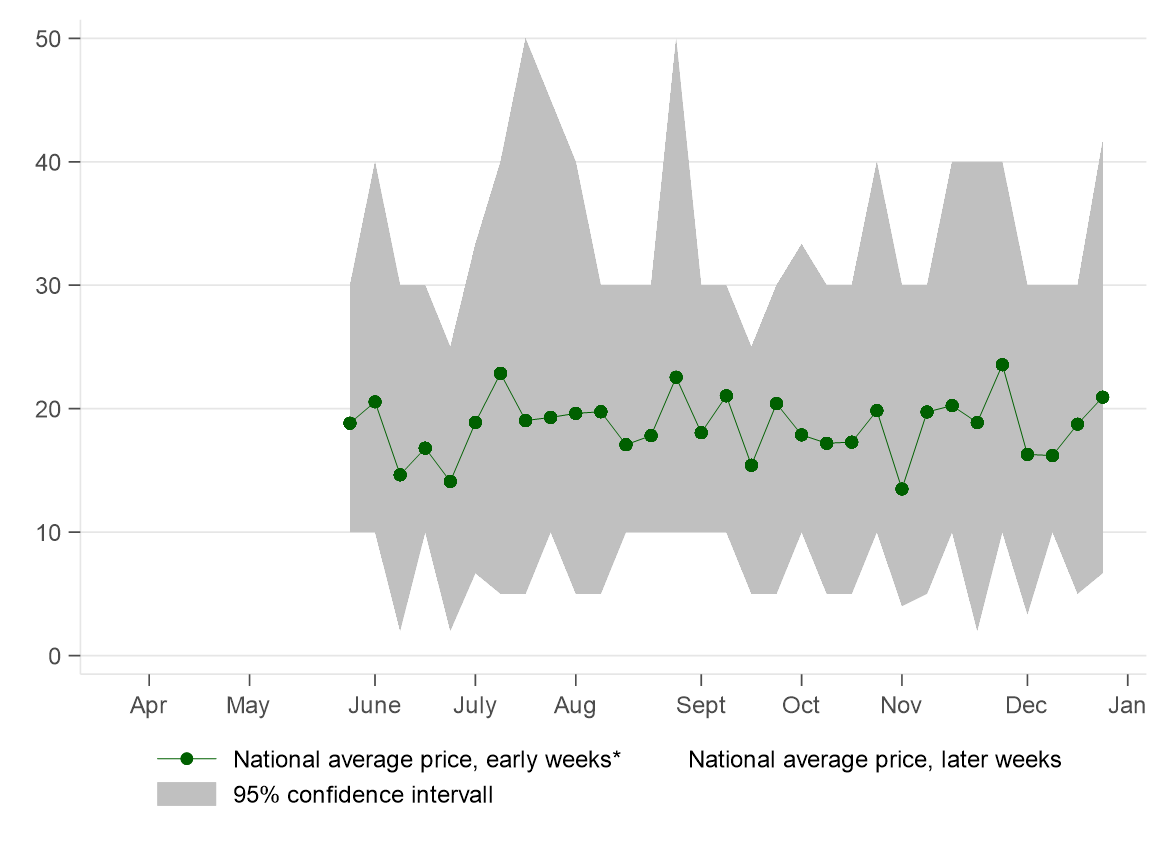 50
40
30
20
10
0
Apr May June July Aug Sept Oct Nov Dec Jan
National average price, early weeks* National average price, later weeks
95% confidence intervall